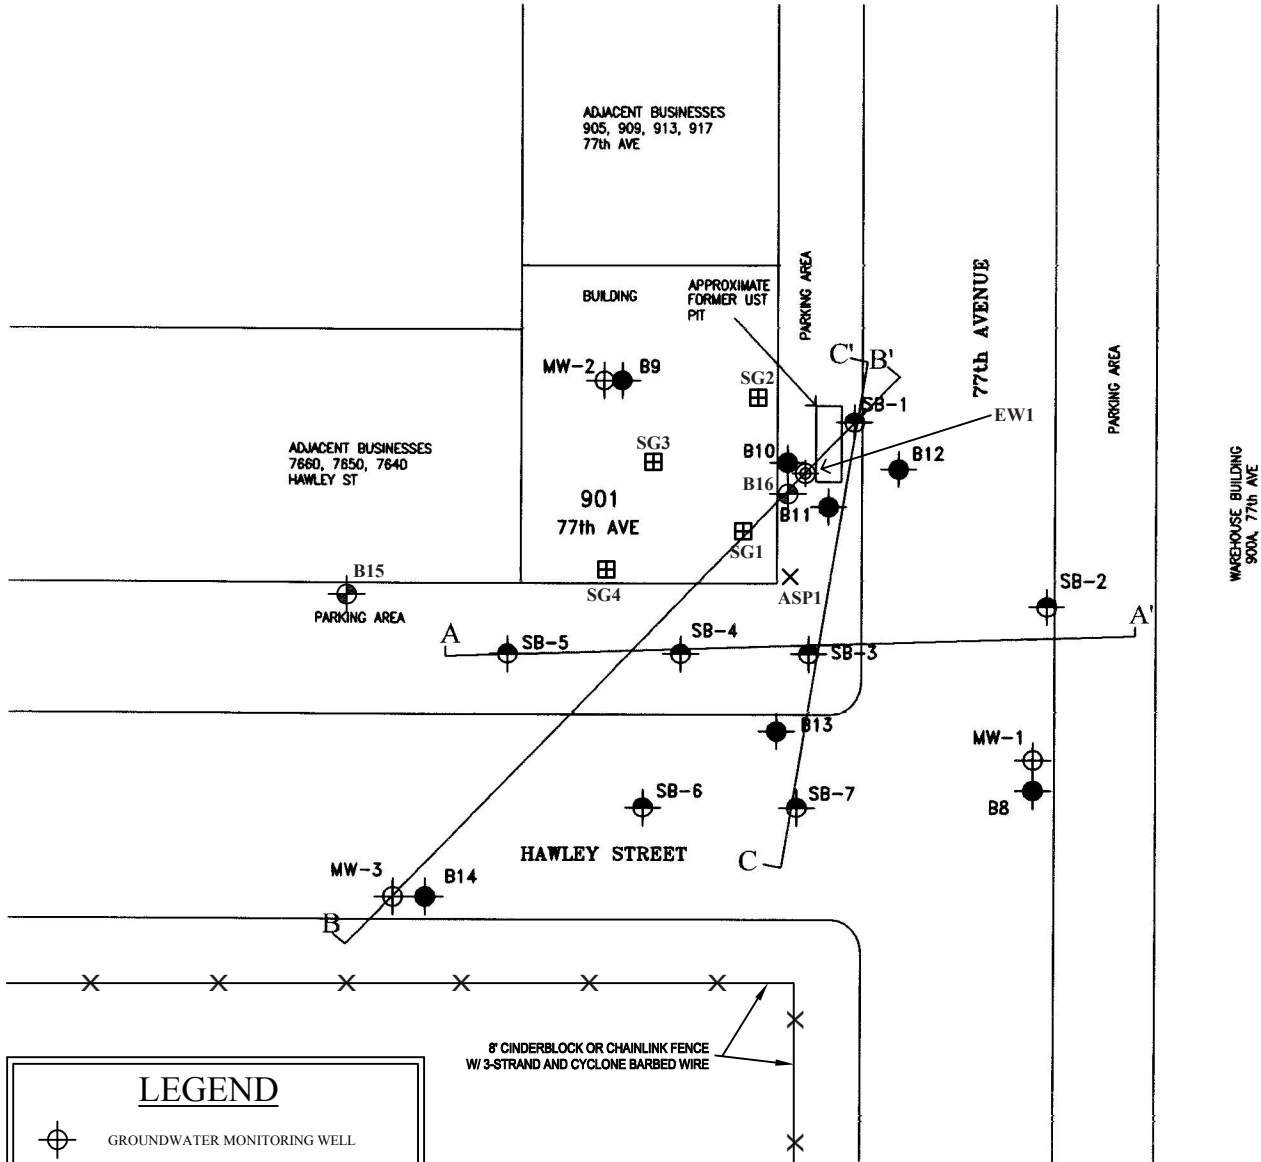 ADJACENT BUSINESSES
905, 909, 913, 917
77th AVE
BUILDING
APPROXIMATE
FORMER UST
PIT
PARKING AREA
77th AVENUE
PARKING AREA
C'
B'
MW-2
B9
SG2
SB-1
EW1
ADJACENT BUSINESSES
7660, 7650, 7640
HAWLEY ST
SG3
B10
B12
B16
901
77th AVE
B11
SG1
WAREHOUSE BUILDING
900A, 77th AVE
B15
SG4
ASP1
SB-2
PARKING AREA
A
SB-5
SB-4
SB-3
A'
B13
MW-1
SB-6
SB-7
B8
HAWLEY STREET
C
MW-3
B14
B
8' CINDERBLOCK OR CHAINLINK FENCE
W/ 3-STRAND AND CYCLONE BARBED WIRE
LEGEND
GROUNDWATER MONITORING WELL